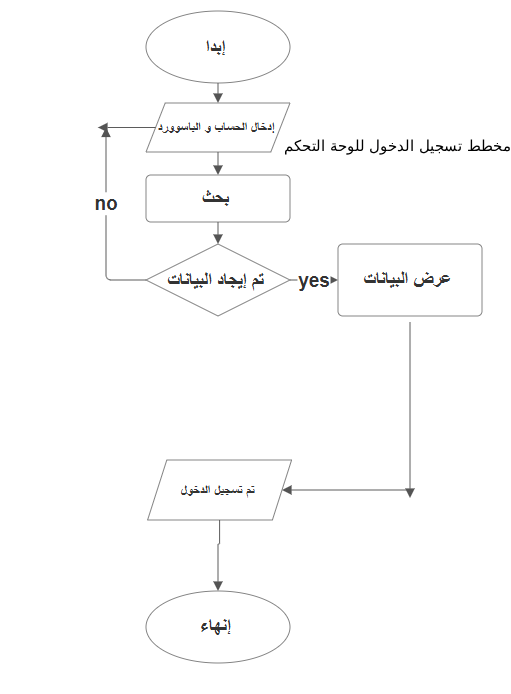 إبدا
إدخال الحساب و الباسوورد
مخطط تسجيل الدخول للوحة التحكم
بحث
no
تم إيجاد البيانات
yes
عرض البيانات
تم تسجيل الدخول
إنهاء